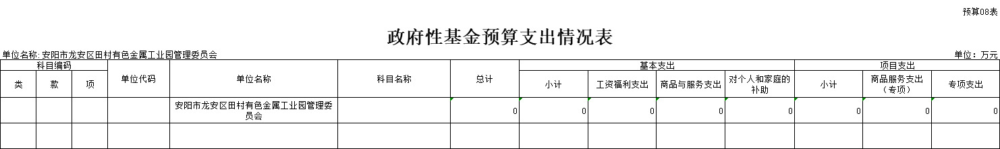 预算08表
政府性基金预算支出情况表
单位名称: 安阳市龙安区田村有色金属工业园管理委员会 单位：万元
科目编码 单位代码 单位名称 科目名称 总计 基本支出 项目支出
类 款 项 小计 工资福利支出 商品与服务支出 对个人和家庭的
补助 小计 商品服务支出
（专项） 专项支出
安阳市龙安区田村有色金属工业园管理委
员会 0 0 0 0 0 0 0 0